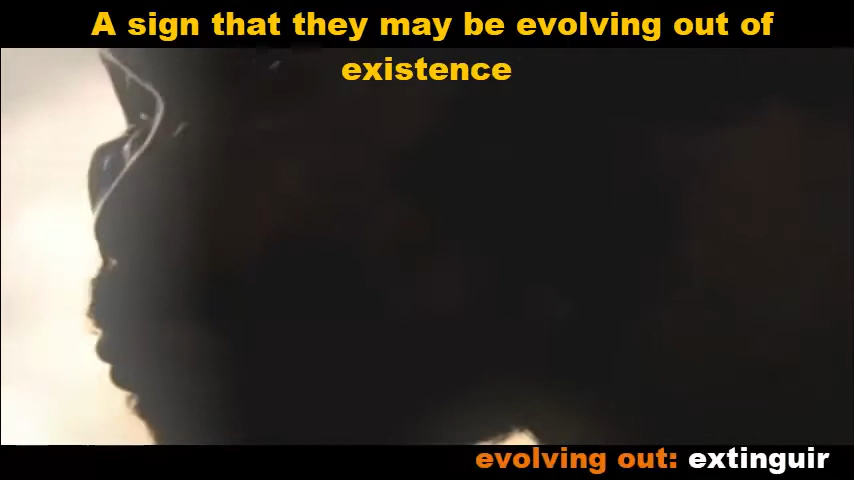 A sign that they may be evolving out of
existence
evolving out: extinguir